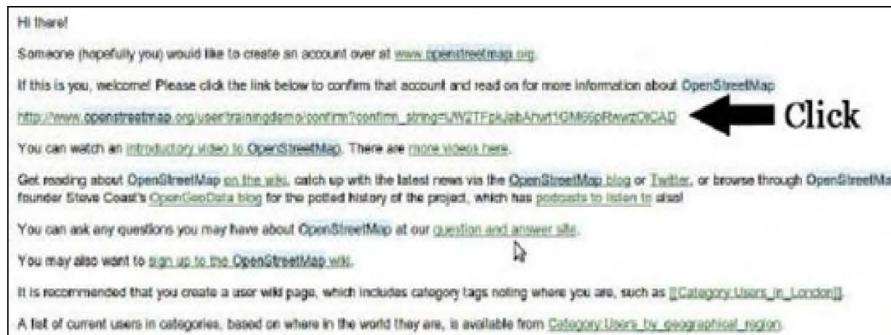 Hi there!
Someone (hopefully you) would like to create an account over at www.openstreetmap.org.
If this is you, welcome! Please click the link below to confirm that account and read on for more information about OpenStreetMap
Click
You can watch an introductory video to OpenStreetMap. There are more videos here.
Get reading about OpenStreetMap on the wiki, catch up with the latest news via the OpenStreetMap blog or Twitter, or browse through OpenStreetMa
founder Steve Coast's OpenGeoData blog for the potted history of the project, which has podcasts to listen to also!
You can ask any questions you may have about OpenStreetMap at our question and answer site.
You may also want to sign up to the OpenStreetMap wiki.
It is recommended that you create a user wiki page, which includes category tags noting where you are, such as [[Category:Users_in_London]].
A list of current users in categories, based on where in the world they are, is available from Category:Users_by_geographical_region.